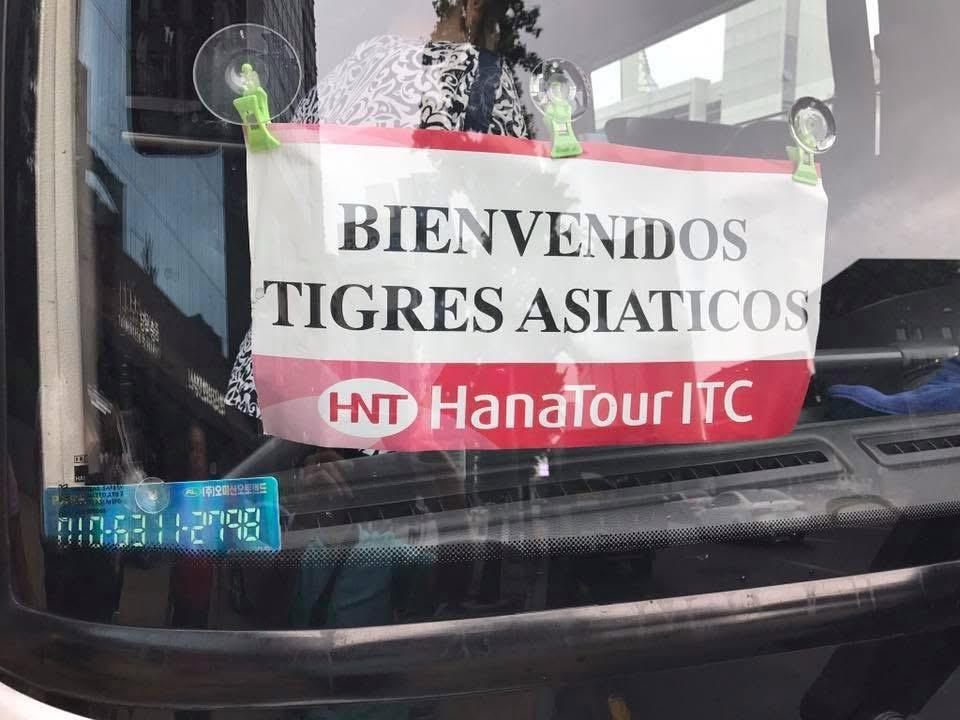 BIENVENIDOS
TIGRES ASIATICOS
HNT HanaTour ITC
010-6311-2798